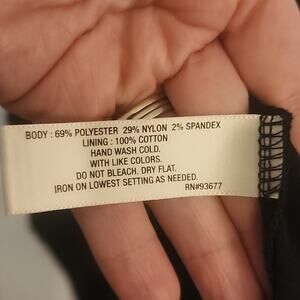 BODY : 69% POLYESTER 29% NYLON 2% SPANDEX
LINING : 100% COTTON
HAND WASH COLD.
WITH LIKE COLORS.
DO NOT BLEACH. DRY FLAT.
IRON ON LOWEST SETTING AS NEEDED.
RN#93677